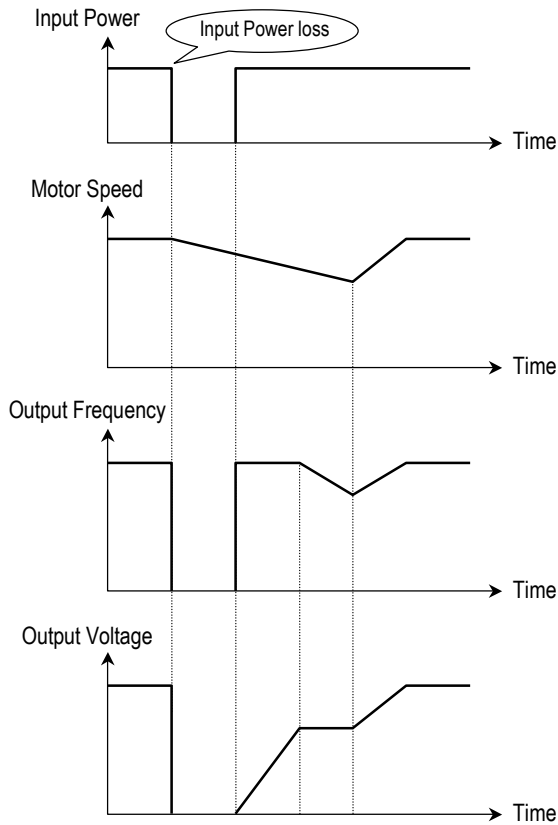 Input Power
Input Power loss
Time
Motor Speed
Time
Output Frequency
Time
Output Voltage
Time